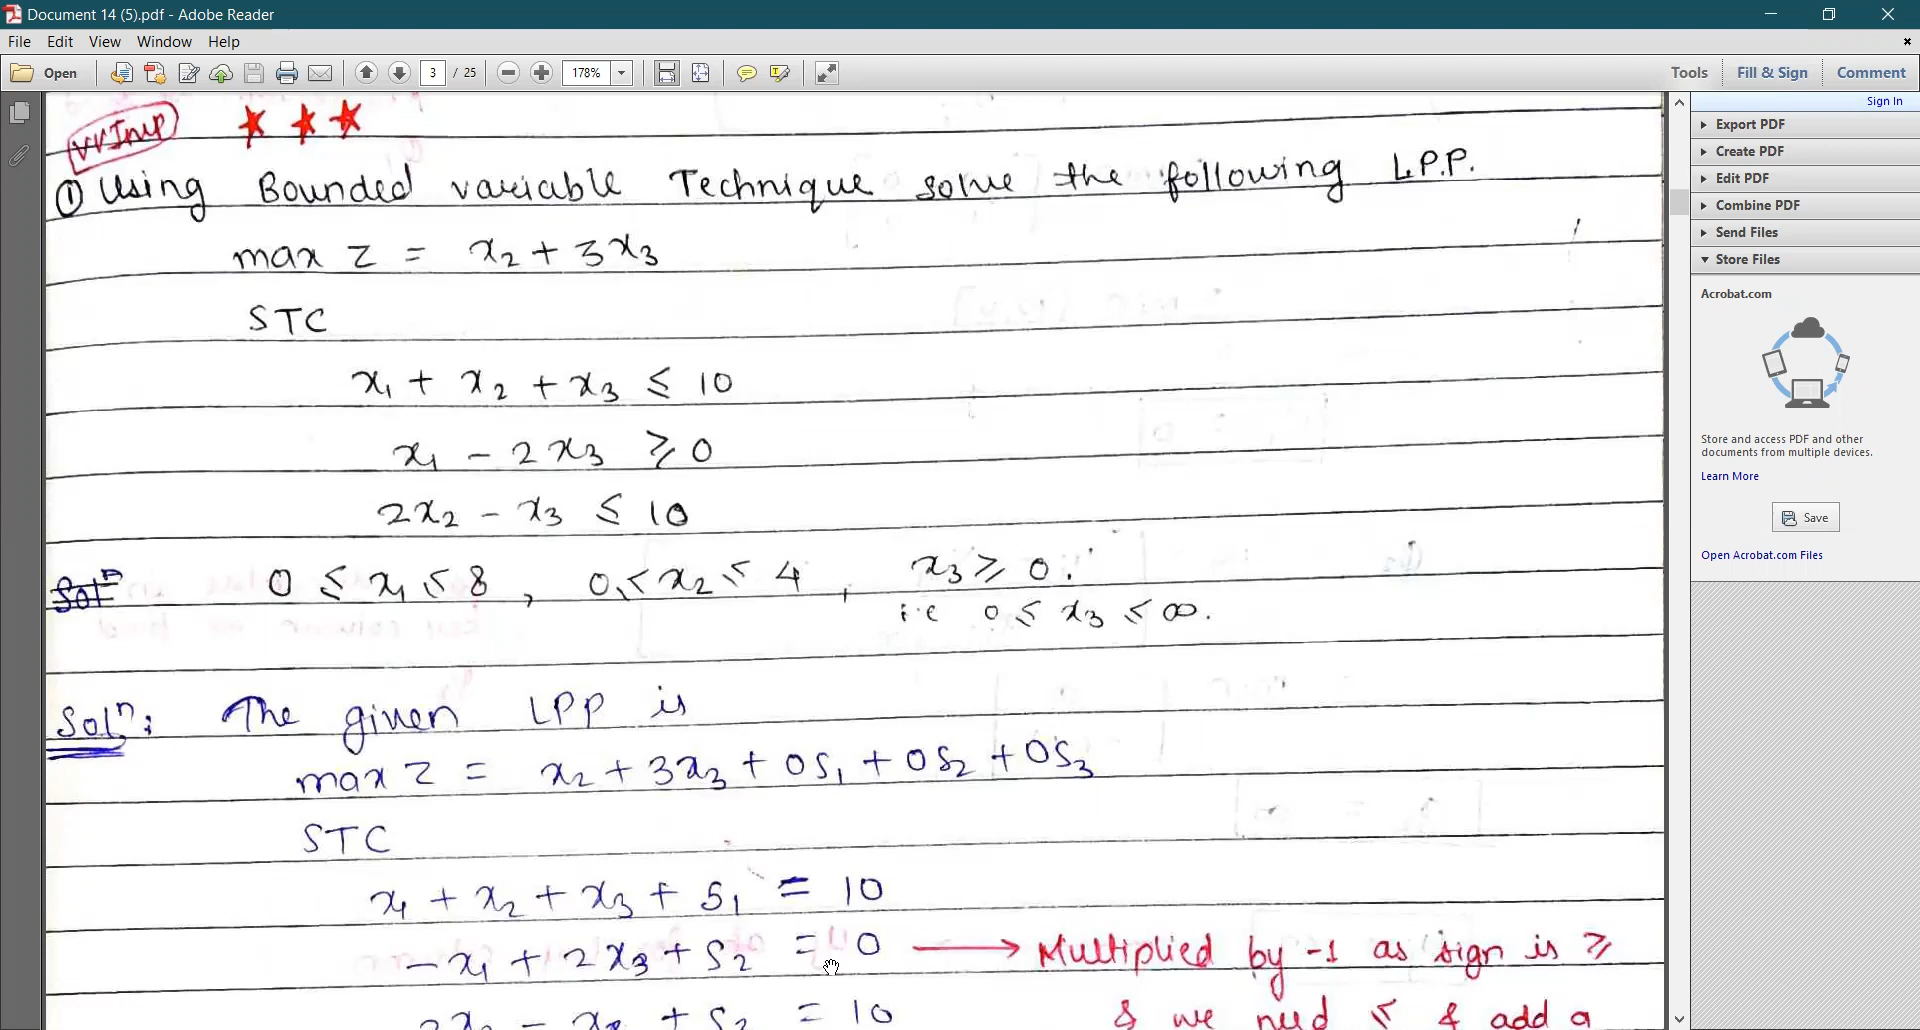 Document 14 (5).pdf - Adobe Reader
File Edit View Window Help
Open 3 / 25 178% Tools Fill & Sign Comment
Sign In
Export PDF
Create PDF
Edit PDF
Combine PDF
Send Files
Store Files
Acrobat.com
Store and access PDF and other
documents from multiple devices.
Learn More
Save
Open Acrobat.com Files
VVImp
① Using Bounded variable Technique solve the following L.P.P.
max z = x₂ + 3x₃
STC
x₁ + x₂ + x₃ ≤ 10
x₁ - 2x₃ ≥ 0
2x₂ - x₃ ≤ 10
Solⁿ 0 ≤ x₁ ≤ 8, 0 ≤ x₂ ≤ 4, x₃ ≥ 0.
i.e 0 ≤ x₃ ≤ ∞.
Solⁿ: The given LPP is
max z = x₂ + 3x₃ + 0S₁ + 0S₂ + 0S₃
STC
x₁ + x₂ + x₃ + S₁ = 10
-x₁ + 2x₃ + S₂ = 0 → Multiplied by -1 as sign is ≥
2x₂ - x₃ + S₃ = 10 & we need ≤ & add a